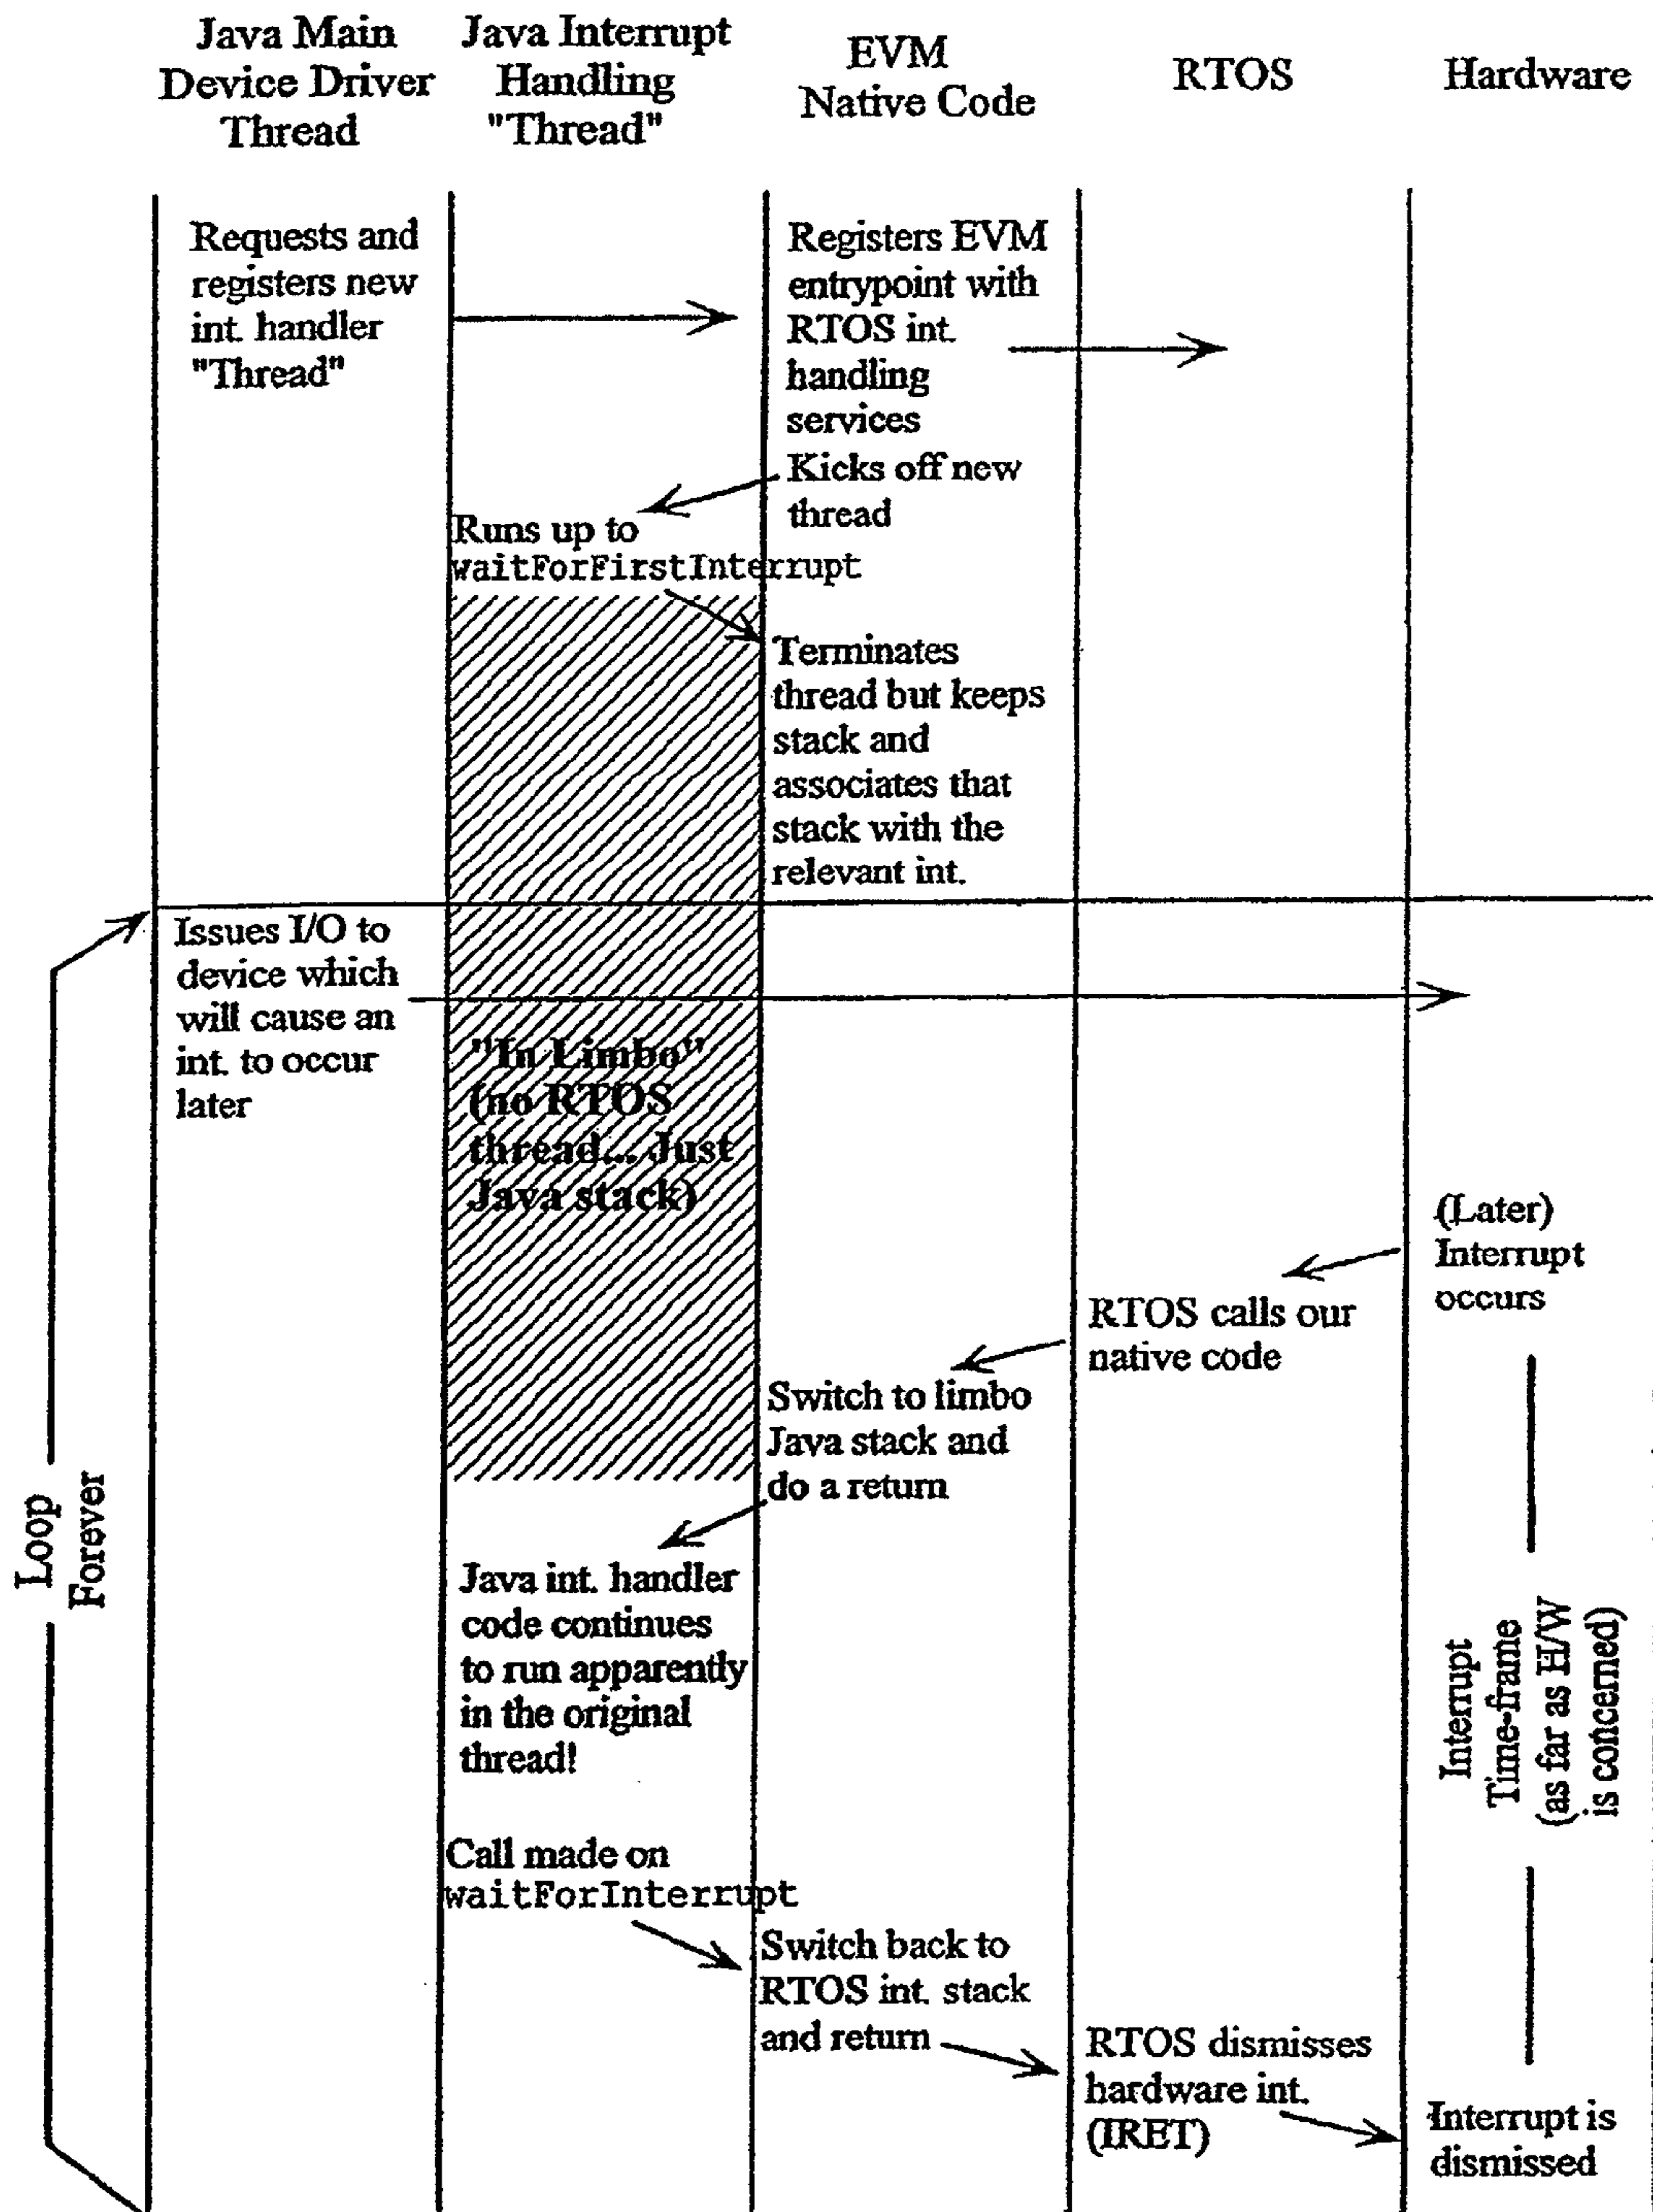 Java Main
Device Driver
Thread
Java Interrupt
Handling
"Thread"
EVM
Native Code
RTOS
Hardware
Requests and
registers new
int. handler
"Thread"
Registers EVM
entrypoint with
RTOS int.
handling
services
Kicks off new
thread
Runs up to
waitForFirstInterrupt
Terminates
thread but keeps
stack and
associates that
stack with the
relevant int.
Issues I/O to
device which
will cause an
int. to occur
later
"In Limbo"
(no RTOS
thread... Just
Java stack)
(Later)
Interrupt
occurs
RTOS calls our
native code
Switch to limbo
Java stack and
do a return
Java int. handler
code continues
to run apparently
in the original
thread!
Call made on
waitForInterrupt
Switch back to
RTOS int. stack
and return
RTOS dismisses
hardware int.
(IRET)
Interrupt is
dismissed
Loop
Forever
Interrupt
Time-frame
(as far as H/W
is concerned)